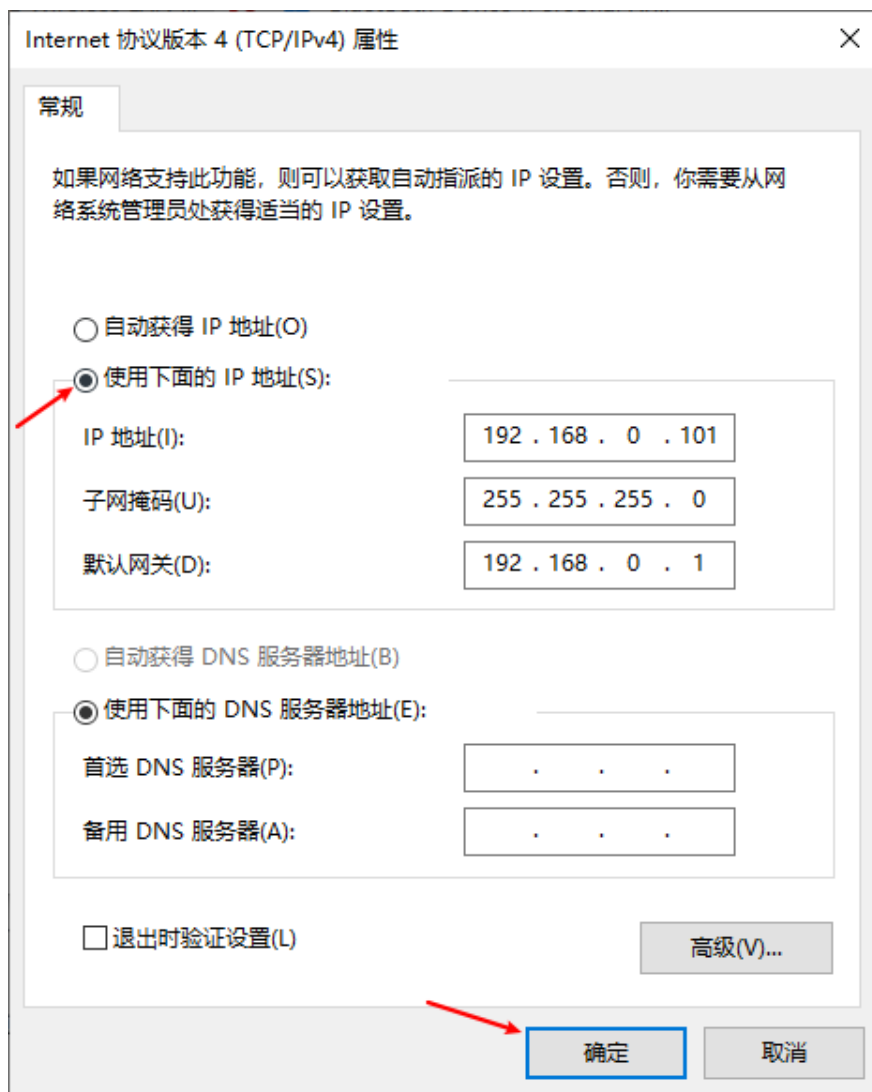 Internet 协议版本 4 (TCP/IPv4) 属性
常规
如果网络支持此功能，则可以获取自动指派的 IP 设置。否则，你需要从网
络系统管理员处获得适当的 IP 设置。
自动获得 IP 地址(O)
使用下面的 IP 地址(S):
IP 地址(I): 192 . 168 . 0 . 101
子网掩码(U): 255 . 255 . 255 . 0
默认网关(D): 192 . 168 . 0 . 1
自动获得 DNS 服务器地址(B)
使用下面的 DNS 服务器地址(E):
首选 DNS 服务器(P): . . .
备用 DNS 服务器(A): . . .
退出时验证设置(L)
高级(V)...
确定 取消